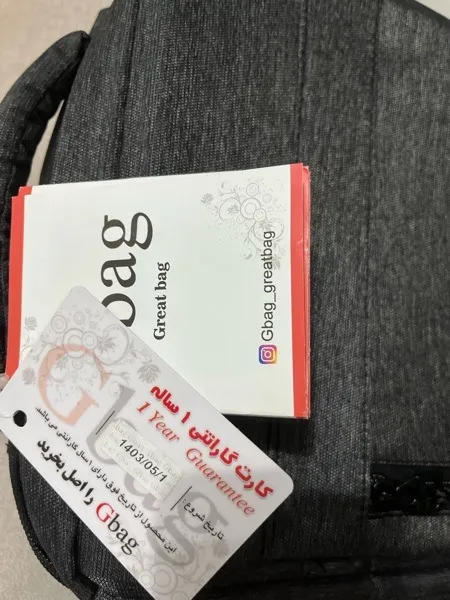 bag
Great bag
Gbag_greatbag
کارت گارانتی ۱ ساله
1 Year Guarantee
تاریخ شروع:
1403/05/1
این محصول از تاریخ فوق دارای ۱ سال گارانتی می باشد.
Gbag را اصل بخرید